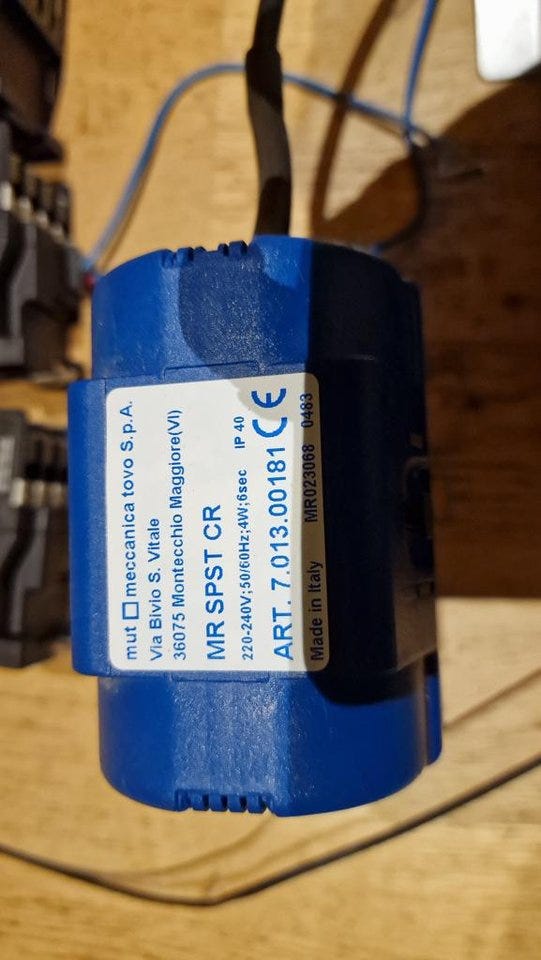 mut □ meccanica tovo S.p.A.
Via Bivio S. Vitale
36075 Montecchio Maggiore(VI)
MR SPST CR
220-240V;50/60Hz;4W;6sec IP 40
ART. 7.013.00181 CE
Made in Italy MR023068 0483